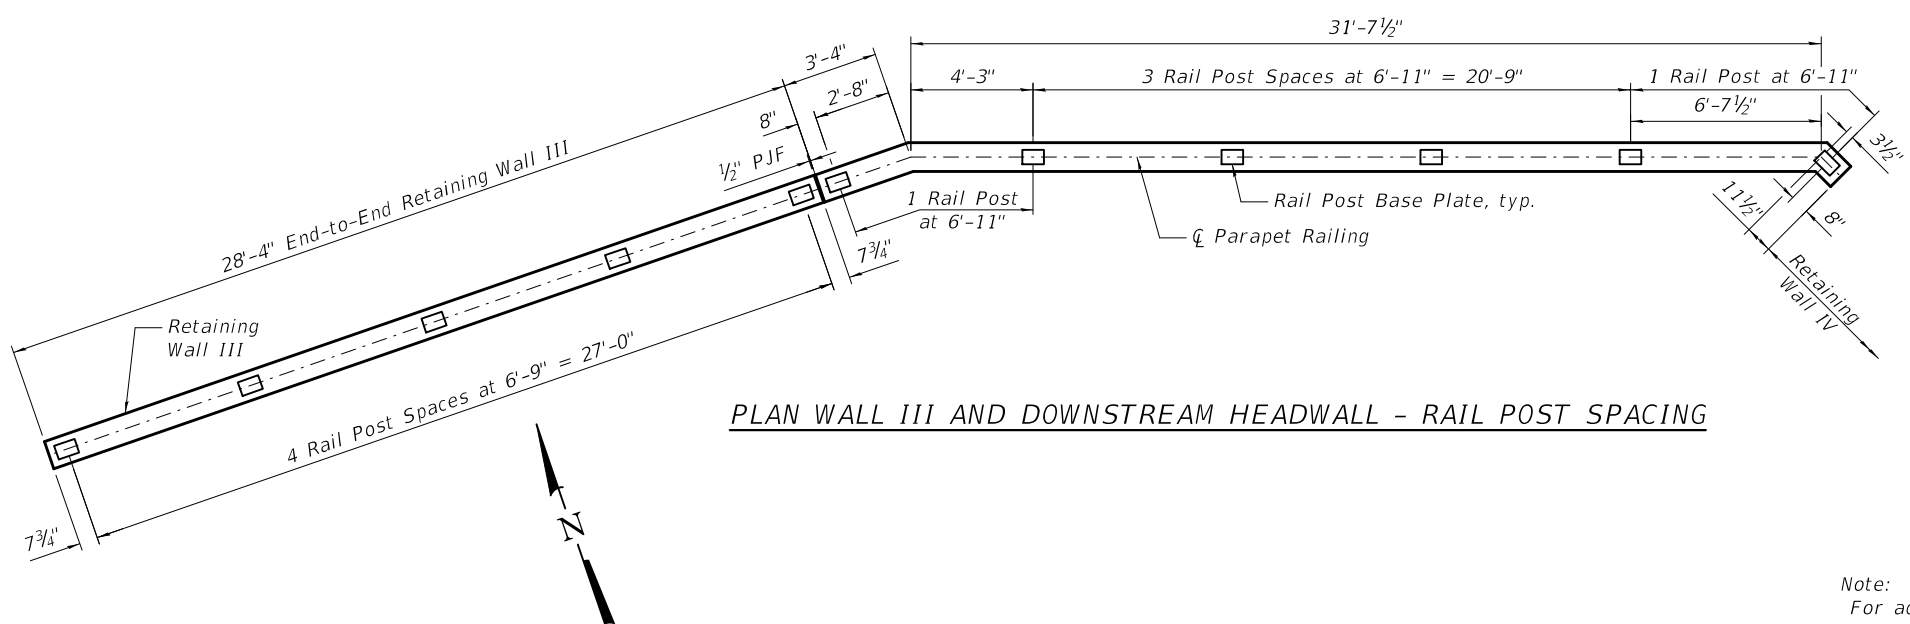 31'-7½"
4'-3"
3 Rail Post Spaces at 6'-11" = 20'-9"
1 Rail Post at 6'-11"
6'-7½"
3½"
3'-4"
2'-8"
8"
½" PJF
28'-4" End-to-End Retaining Wall III
1 Rail Post
at 6'-11"
Rail Post Base Plate, typ.
℄ Parapet Railing
11½"
8"
Retaining
Wall IV
7¾"
Retaining
Wall III
4 Rail Post Spaces at 6'-9" = 27'-0"
7¾"
PLAN WALL III AND DOWNSTREAM HEADWALL - RAIL POST SPACING
N
Note:
For